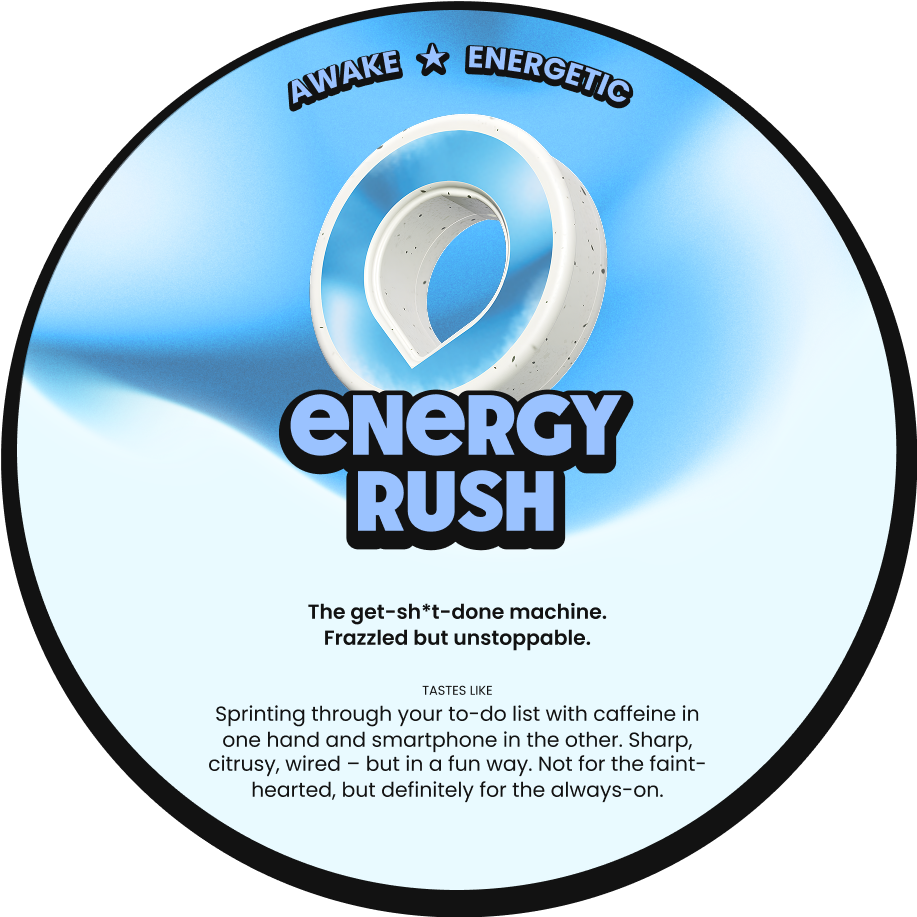 AWAKE ★ ENERGETIC
eNeRGY
RUSH
The get-sh*t-done machine.
Frazzled but unstoppable.
TASTES LIKE
Sprinting through your to-do list with caffeine in
one hand and smartphone in the other. Sharp,
citrusy, wired – but in a fun way. Not for the faint-
hearted, but definitely for the always-on.